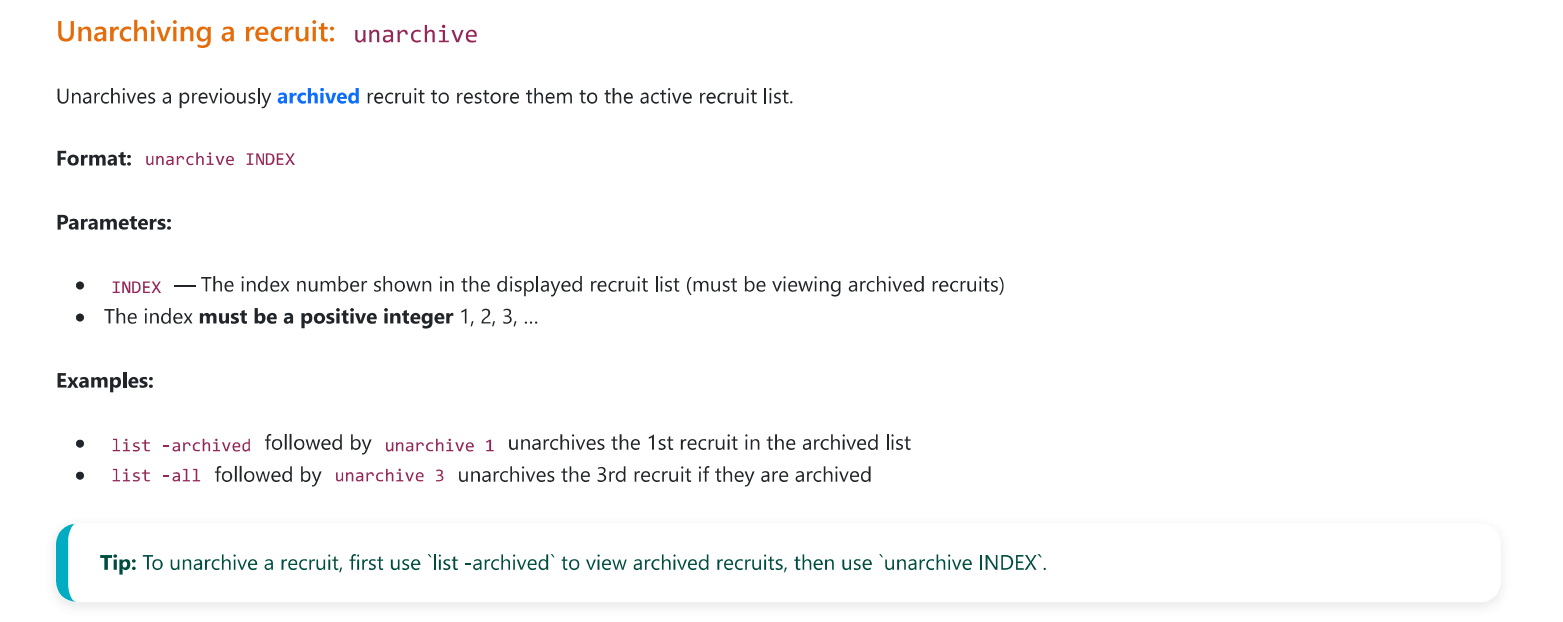 Unarchiving a recruit: unarchive
Unarchives a previously archived recruit to restore them to the active recruit list.
Format: unarchive INDEX
Parameters:
• INDEX — The index number shown in the displayed recruit list (must be viewing archived recruits)
• The index must be a positive integer 1, 2, 3, …
Examples:
• list -archived followed by unarchive 1 unarchives the 1st recruit in the archived list
• list -all followed by unarchive 3 unarchives the 3rd recruit if they are archived
Tip: To unarchive a recruit, first use `list -archived` to view archived recruits, then use `unarchive INDEX`.